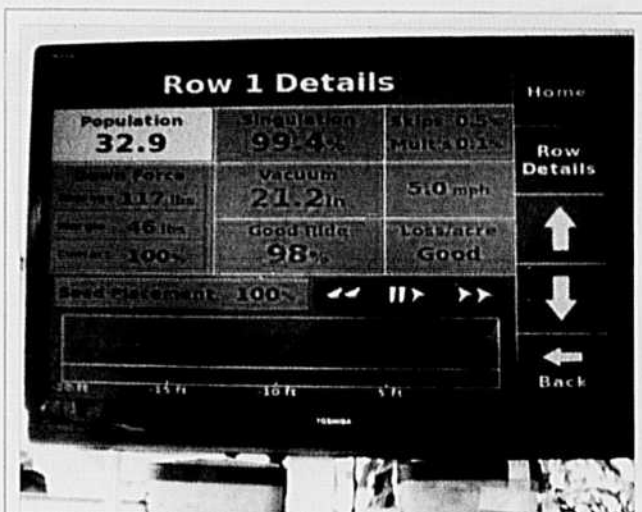 Row 1 Details
Home
Population
32.9
Singulation
99.4%
Skips 0.5%
Mult's 0.1%
Row
Details
Down Force
117 lbs
Margin 46 lbs
Contact 100%
Vacuum
21.2in
5.0 mph
Good Ride
98%
Loss/acre
Good
Seed Placement 100%
-15 ft
-10 ft
5 ft
Back
TOSHIBA